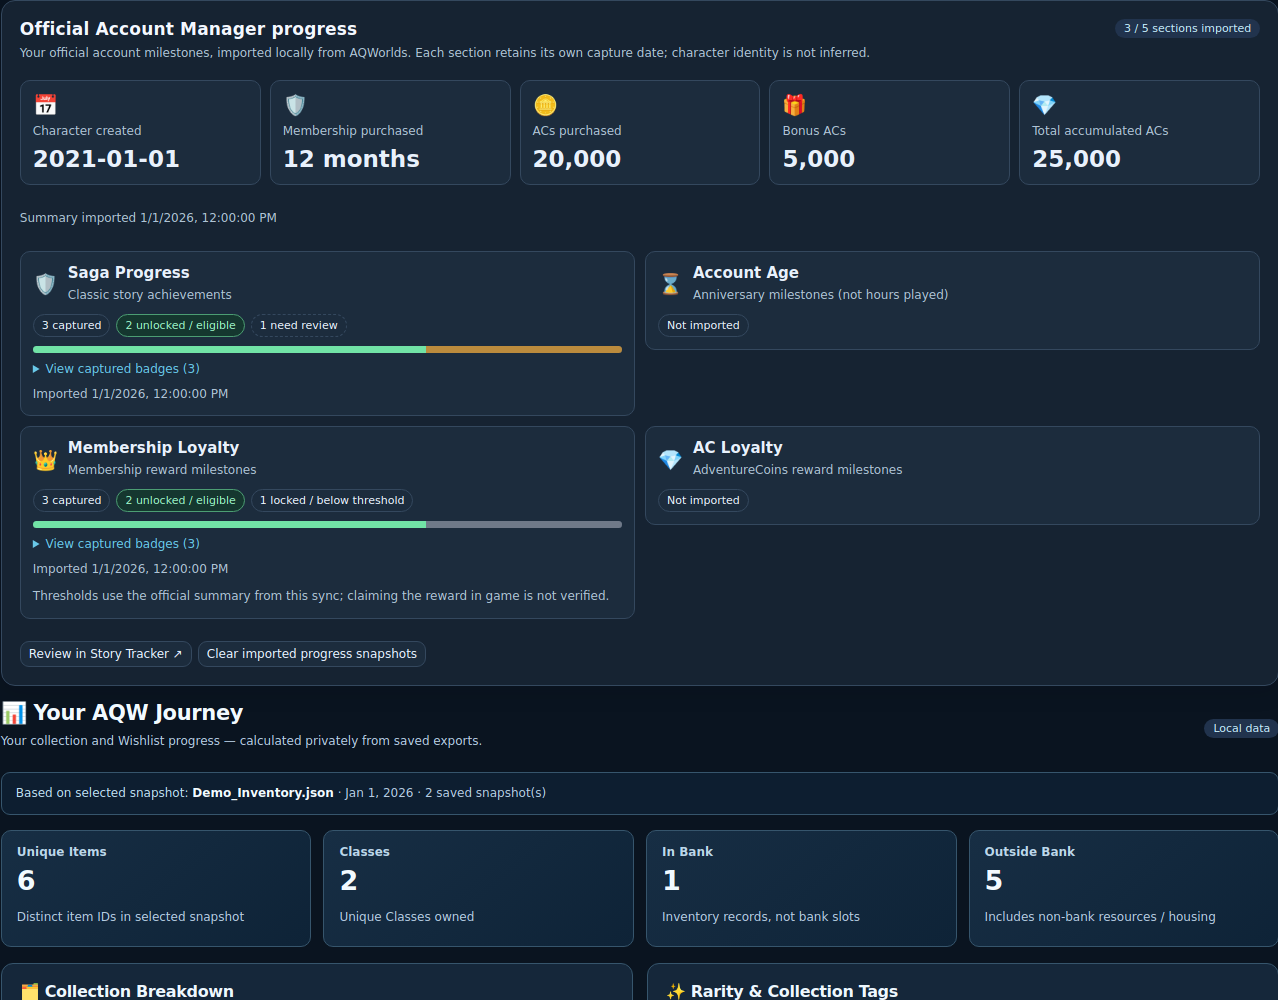 Official Account Manager progress
3 / 5 sections imported
Your official account milestones, imported locally from AQWorlds. Each section retains its own capture date; character identity is not inferred.
Character created
2021-01-01
Membership purchased
12 months
ACs purchased
20,000
Bonus ACs
5,000
Total accumulated ACs
25,000
Summary imported 1/1/2026, 12:00:00 PM
Saga Progress
Classic story achievements
3 captured
2 unlocked / eligible
1 need review
▶ View captured badges (3)
Imported 1/1/2026, 12:00:00 PM
Account Age
Anniversary milestones (not hours played)
Not imported
Membership Loyalty
Membership reward milestones
3 captured
2 unlocked / eligible
1 locked / below threshold
▶ View captured badges (3)
Imported 1/1/2026, 12:00:00 PM
Thresholds use the official summary from this sync; claiming the reward in game is not verified.
AC Loyalty
AdventureCoins reward milestones
Not imported
Review in Story Tracker ↗
Clear imported progress snapshots
Your AQW Journey
Your collection and Wishlist progress — calculated privately from saved exports.
Local data
Based on selected snapshot: Demo_Inventory.json · Jan 1, 2026 · 2 saved snapshot(s)
Unique Items
6
Distinct item IDs in selected snapshot
Classes
2
Unique Classes owned
In Bank
1
Inventory records, not bank slots
Outside Bank
5
Includes non-bank resources / housing
Collection Breakdown
Rarity & Collection Tags